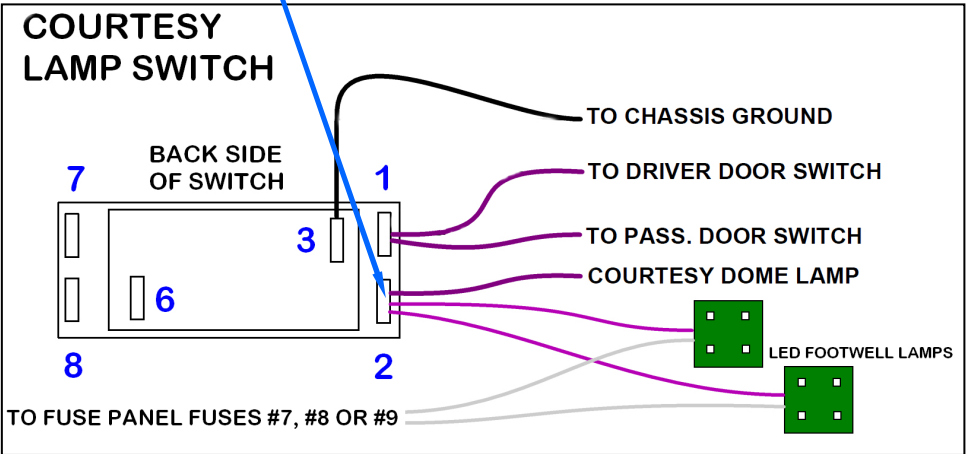 COURTESY
LAMP SWITCH
TO CHASSIS GROUND
BACK SIDE
OF SWITCH
7
1
TO DRIVER DOOR SWITCH
3
TO PASS. DOOR SWITCH
COURTESY DOME LAMP
6
LED FOOTWELL LAMPS
8
2
TO FUSE PANEL FUSES #7, #8 OR #9